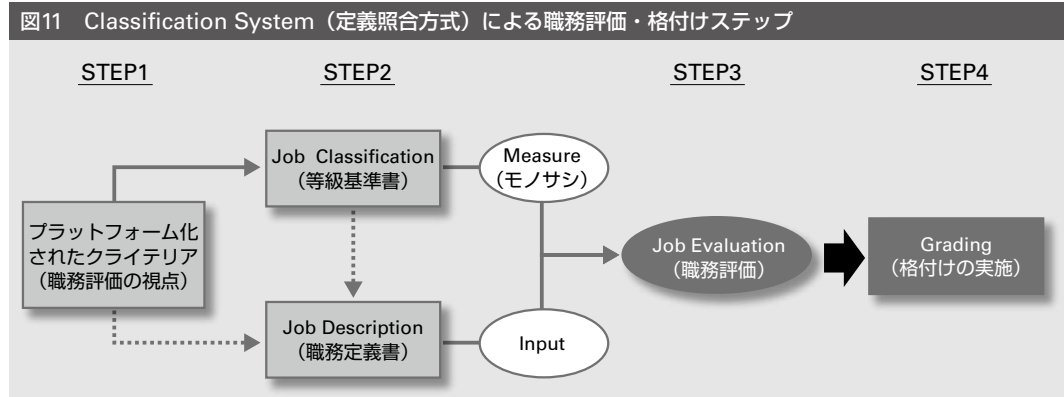 図11 Classification System（定義照合方式）による職務評価・格付けステップ
STEP1
STEP2
STEP3
STEP4
プラットフォーム化
されたクライテリア
（職務評価の視点）
Job Classification
（等級基準書）
Measure
（モノサシ）
Job Description
（職務定義書）
Input
Job Evaluation
（職務評価）
Grading
（格付けの実施）